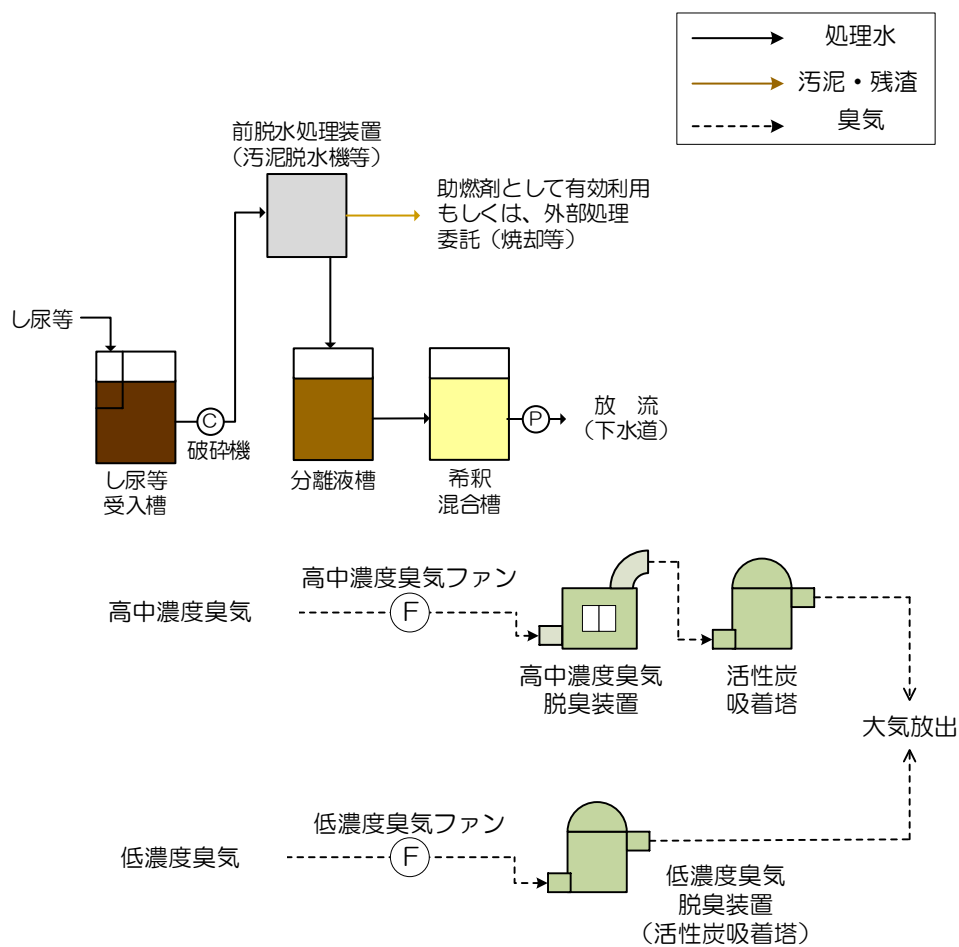 処理水
汚泥・残渣
臭気
前脱水処理装置
（汚泥脱水機等）
助燃剤として有効利用
もしくは、外部処理
委託（焼却等）
し尿等
C
破砕機
し尿等
受入槽
分離液槽
希釈
混合槽
P
放　流
（下水道）
高中濃度臭気ファン
高中濃度臭気
F
高中濃度臭気
脱臭装置
活性炭
吸着塔
大気放出
低濃度臭気ファン
低濃度臭気
F
低濃度臭気
脱臭装置
（活性炭吸着塔）